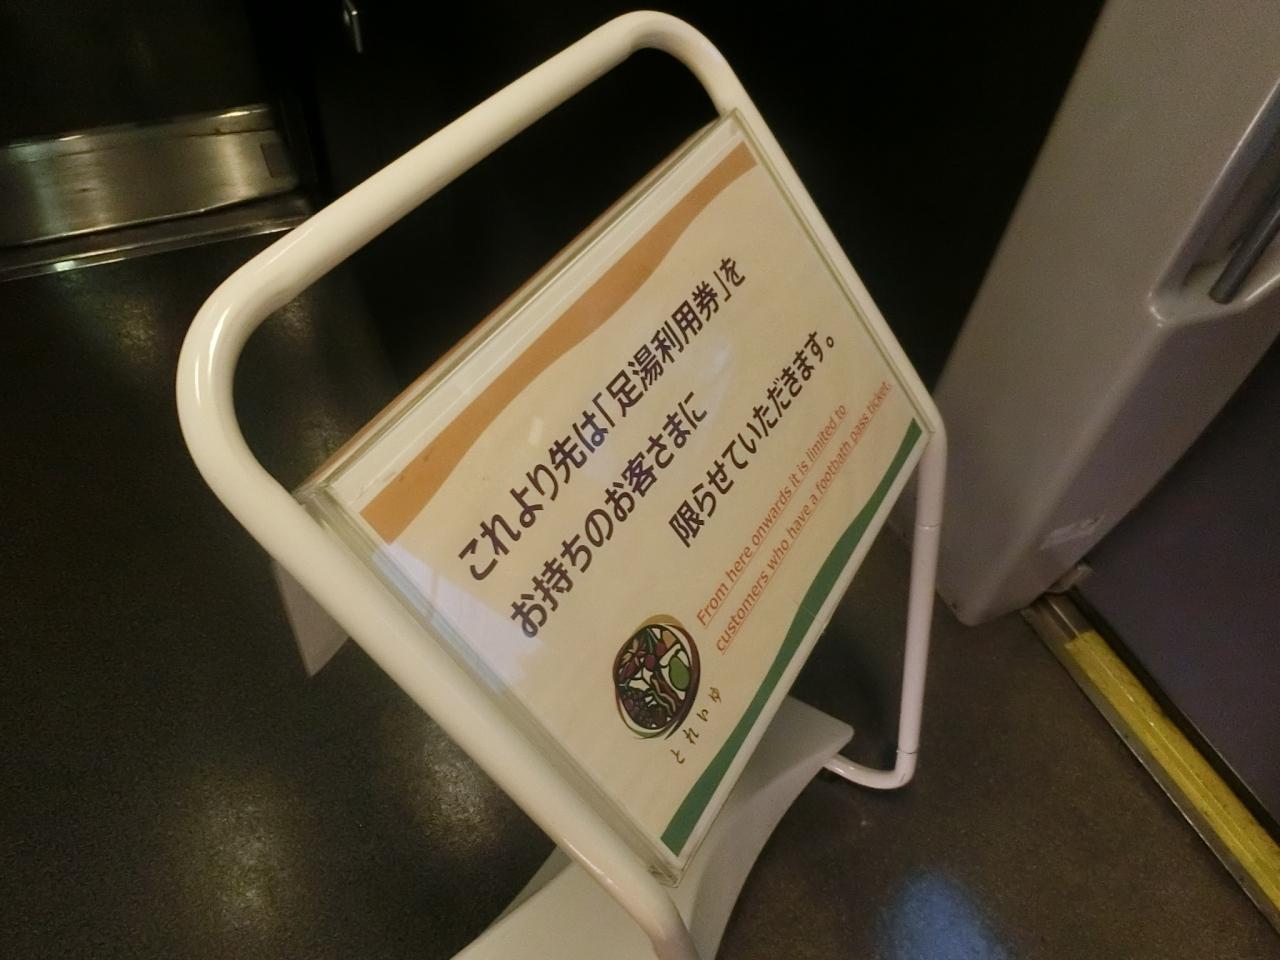 これより先は「足湯利用券」を
お持ちのお客さまに
限らせていただきます。
From here onwards it is limited to
customers who have a footbath pass ticket.
とれいゆ